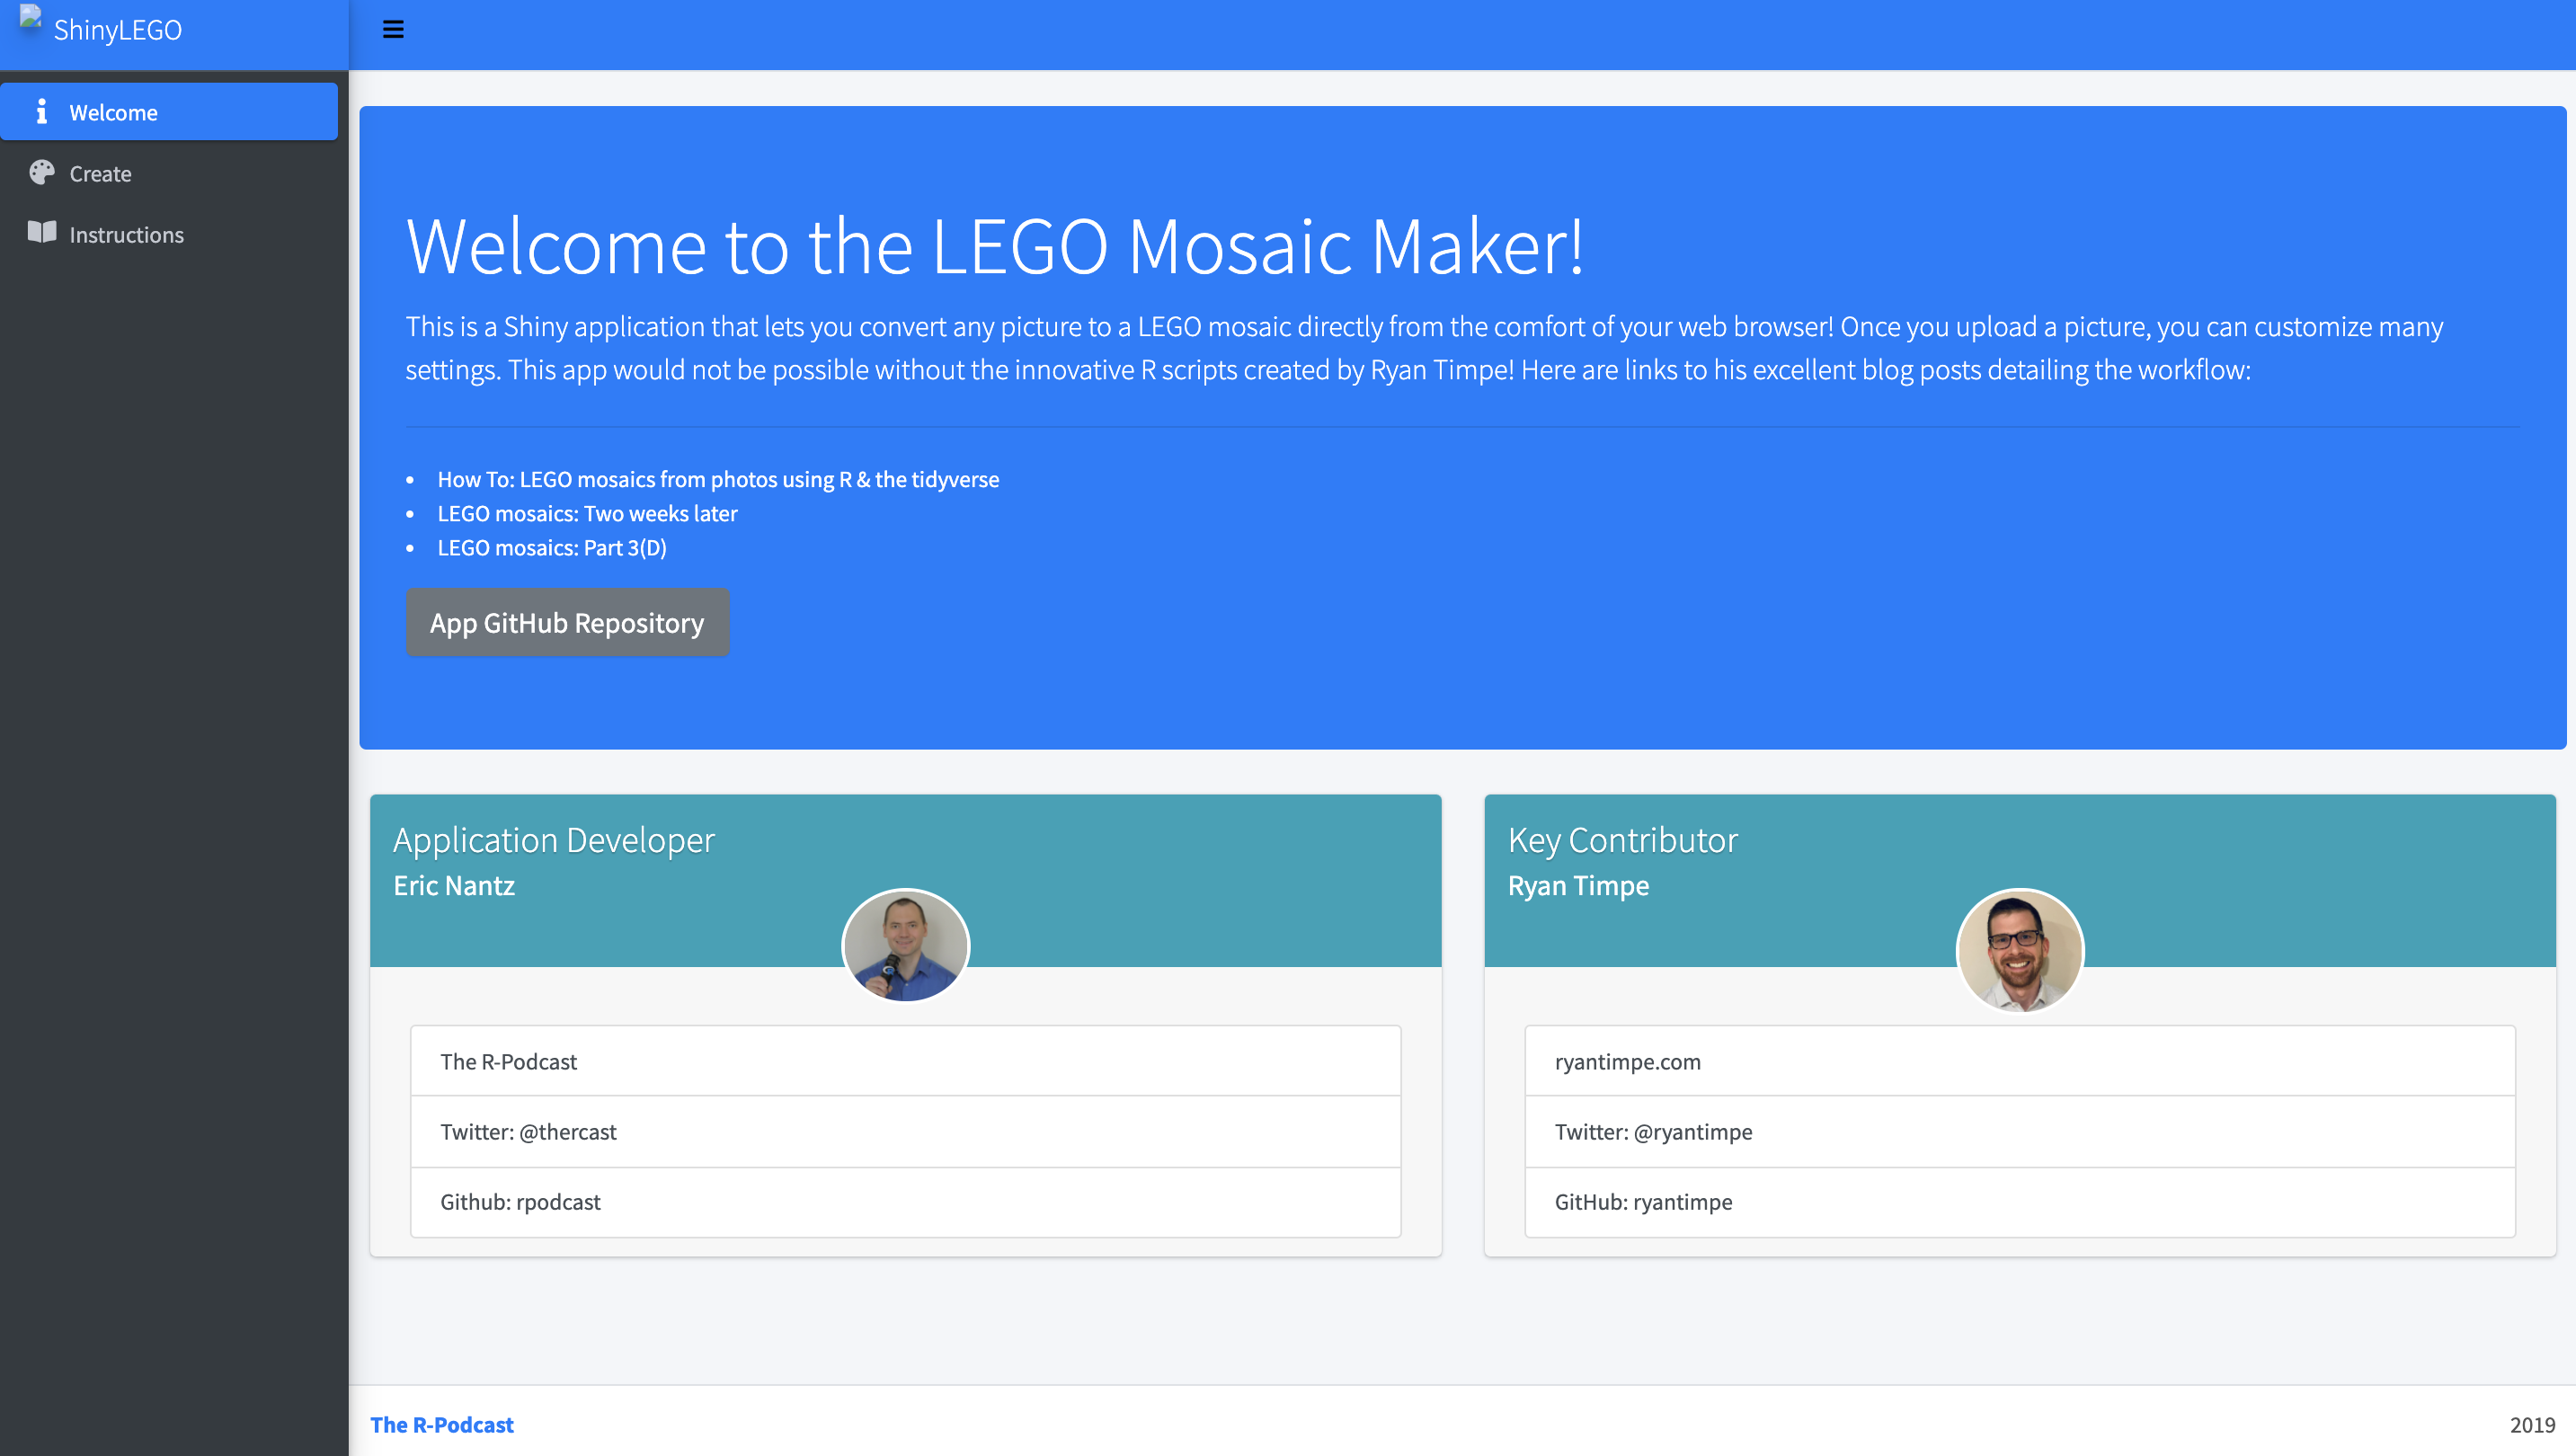 ShinyLEGO
Welcome
Create
Instructions
Welcome to the LEGO Mosaic Maker!
This is a Shiny application that lets you convert any picture to a LEGO mosaic directly from the comfort of your web browser! Once you upload a picture, you can customize many
settings. This app would not be possible without the innovative R scripts created by Ryan Timpe! Here are links to his excellent blog posts detailing the workflow:
• How To: LEGO mosaics from photos using R & the tidyverse
• LEGO mosaics: Two weeks later
• LEGO mosaics: Part 3(D)
App GitHub Repository
Application Developer
Eric Nantz
The R-Podcast
Twitter: @thercast
Github: rpodcast
Key Contributor
Ryan Timpe
ryantimpe.com
Twitter: @ryantimpe
GitHub: ryantimpe
The R-Podcast
2019